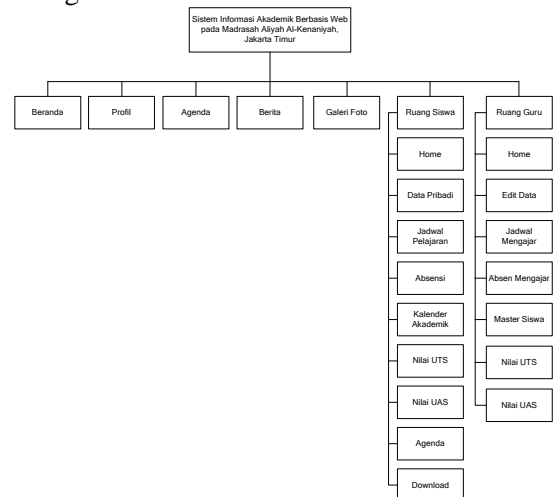 Sistem Informasi Akademik Berbasis Web
pada Madrasah Aliyah Al-Kenaniyah,
Jakarta Timur
Beranda
Profil
Agenda
Berita
Galeri Foto
Ruang Siswa
Ruang Guru
Home
Data Pribadi
Jadwal
Pelajaran
Absensi
Kalender
Akademik
Nilai UTS
Nilai UAS
Agenda
Download
Home
Edit Data
Jadwal
Mengajar
Absen Mengajar
Master Siswa
Nilai UTS
Nilai UAS